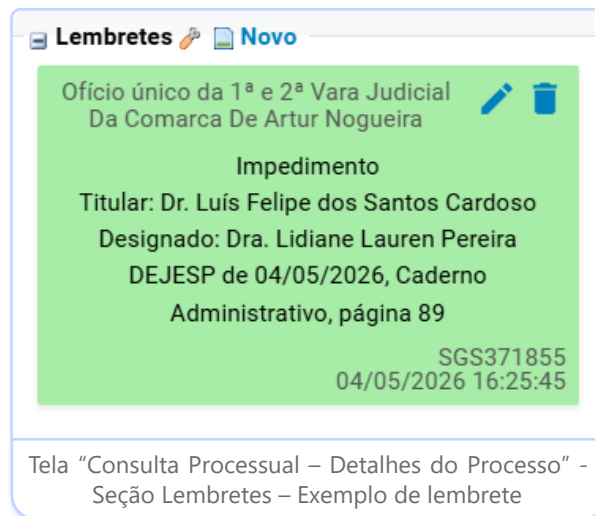 Lembretes Novo
Ofício único da 1ª e 2ª Vara Judicial
Da Comarca De Artur Nogueira
Impedimento
Titular: Dr. Luís Felipe dos Santos Cardoso
Designado: Dra. Lidiane Lauren Pereira
DEJESP de 04/05/2026, Caderno
Administrativo, página 89
SGS371855
04/05/2026 16:25:45
Tela “Consulta Processual – Detalhes do Processo” -
Seção Lembretes – Exemplo de lembrete